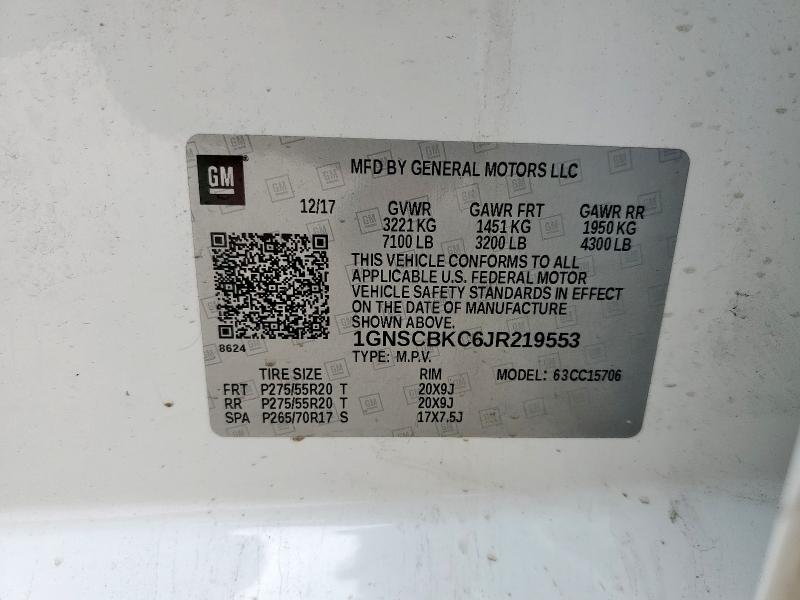 GM
MFD BY GENERAL MOTORS LLC
12/17 GVWR GAWR FRT GAWR RR
3221 KG 1451 KG 1950 KG
7100 LB 3200 LB 4300 LB
THIS VEHICLE CONFORMS TO ALL
APPLICABLE U.S. FEDERAL MOTOR
VEHICLE SAFETY STANDARDS IN EFFECT
ON THE DATE OF MANUFACTURE
SHOWN ABOVE.
8624
1GNSCBKC6JR219553
TYPE: M.P.V.
TIRE SIZE RIM MODEL: 63CC15706
FRT P275/55R20 T 20X9J
RR P275/55R20 T 20X9J
SPA P265/70R17 S 17X7.5J